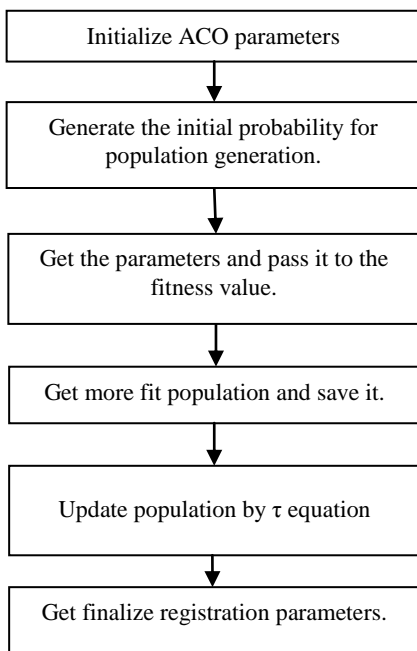 Initialize ACO parameters
Generate the initial probability for
population generation.
Get the parameters and pass it to the
fitness value.
Get more fit population and save it.
Update population by τ equation
Get finalize registration parameters.